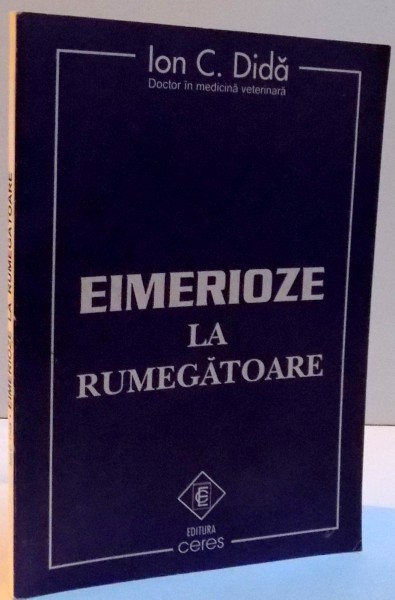 Ion C. Didă
Doctor în medicină veterinară
EIMERIOZE
LA
RUMEGĂTOARE
EDITURA
ceres
EIMERIOZE LA RUMEGĂTOARE